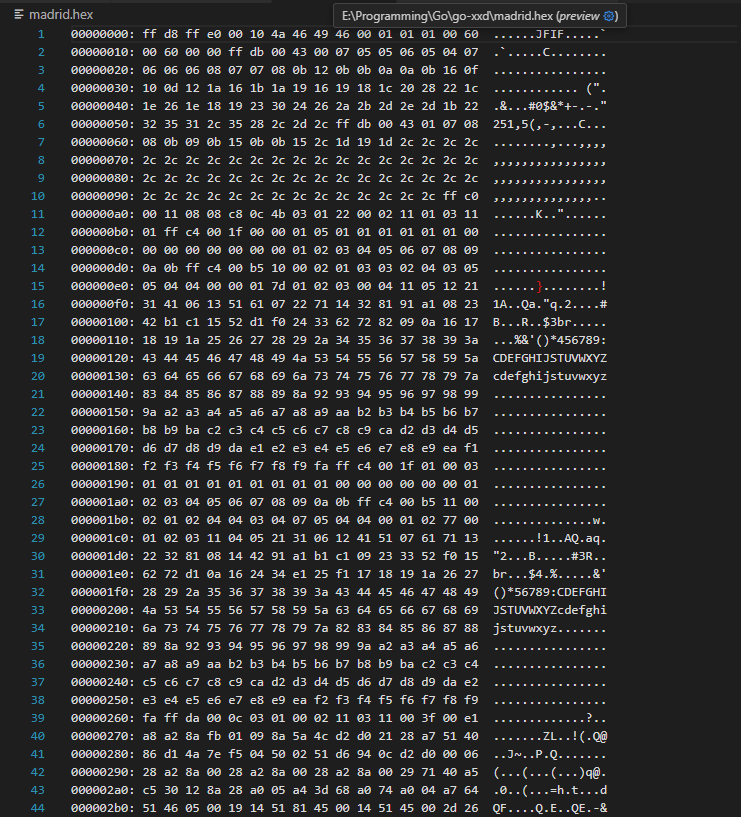 madrid.hex
E:\Programming\Go\go-xxd\madrid.hex (preview ⚙)
1 00000000: ff d8 ff e0 00 10 4a 46 49 46 00 01 01 01 00 60 ......JFIF.....`
2 00000010: 00 60 00 00 ff db 00 43 00 07 05 05 06 05 04 07 .`.....C........
3 00000020: 06 06 06 08 07 07 08 0b 12 0b 0b 0a 0a 0b 16 0f ................
4 00000030: 10 0d 12 1a 16 1b 1a 19 16 19 18 1c 20 28 22 1c ............ (".
5 00000040: 1e 26 1e 18 19 23 30 24 26 2a 2b 2d 2e 2d 1b 22 .&...#0$&*+-.-."
6 00000050: 32 35 31 2c 35 28 2c 2d 2c ff db 00 43 01 07 08 251,5(,-,...C...
7 00000060: 08 0b 09 0b 15 0b 0b 15 2c 1d 19 1d 2c 2c 2c 2c ........,...,,,,
8 00000070: 2c 2c 2c 2c 2c 2c 2c 2c 2c 2c 2c 2c 2c 2c 2c 2c ,,,,,,,,,,,,,,,,
9 00000080: 2c 2c 2c 2c 2c 2c 2c 2c 2c 2c 2c 2c 2c 2c 2c 2c ,,,,,,,,,,,,,,,,
10 00000090: 2c 2c 2c 2c 2c 2c 2c 2c 2c 2c 2c 2c 2c 2c ff c0 ,,,,,,,,,,,,,,..
11 000000a0: 00 11 08 08 c8 0c 4b 03 01 22 00 02 11 01 03 11 ......K.."......
12 000000b0: 01 ff c4 00 1f 00 00 01 05 01 01 01 01 01 01 00 ................
13 000000c0: 00 00 00 00 00 00 00 01 02 03 04 05 06 07 08 09 ................
14 000000d0: 0a 0b ff c4 00 b5 10 00 02 01 03 03 02 04 03 05 ................
15 000000e0: 05 04 04 00 00 01 7d 01 02 03 00 04 11 05 12 21 ......}........!
16 000000f0: 31 41 06 13 51 61 07 22 71 14 32 81 91 a1 08 23 1A..Qa."q.2....#
17 00000100: 42 b1 c1 15 52 d1 f0 24 33 62 72 82 09 0a 16 17 B...R..$3br.....
18 00000110: 18 19 1a 25 26 27 28 29 2a 34 35 36 37 38 39 3a ...%&'()*456789:
19 00000120: 43 44 45 46 47 48 49 4a 53 54 55 56 57 58 59 5a CDEFGHIJSTUVWXYZ
20 00000130: 63 64 65 66 67 68 69 6a 73 74 75 76 77 78 79 7a cdefghijstuvwxyz
21 00000140: 83 84 85 86 87 88 89 8a 92 93 94 95 96 97 98 99 ................
22 00000150: 9a a2 a3 a4 a5 a6 a7 a8 a9 aa b2 b3 b4 b5 b6 b7 ................
23 00000160: b8 b9 ba c2 c3 c4 c5 c6 c7 c8 c9 ca d2 d3 d4 d5 ................
24 00000170: d6 d7 d8 d9 da e1 e2 e3 e4 e5 e6 e7 e8 e9 ea f1 ................
25 00000180: f2 f3 f4 f5 f6 f7 f8 f9 fa ff c4 00 1f 01 00 03 ................
26 00000190: 01 01 01 01 01 01 01 01 01 00 00 00 00 00 00 01 ................
27 000001a0: 02 03 04 05 06 07 08 09 0a 0b ff c4 00 b5 11 00 ................
28 000001b0: 02 01 02 04 04 03 04 07 05 04 04 00 01 02 77 00 ..............w.
29 000001c0: 01 02 03 11 04 05 21 31 06 12 41 51 07 61 71 13 ......!1..AQ.aq.
30 000001d0: 22 32 81 08 14 42 91 a1 b1 c1 09 23 33 52 f0 15 "2...B.....#3R..
31 000001e0: 62 72 d1 0a 16 24 34 e1 25 f1 17 18 19 1a 26 27 br...$4.%.....&'
32 000001f0: 28 29 2a 35 36 37 38 39 3a 43 44 45 46 47 48 49 ()*56789:CDEFGHI
33 00000200: 4a 53 54 55 56 57 58 59 5a 63 64 65 66 67 68 69 JSTUVWXYZcdefghi
34 00000210: 6a 73 74 75 76 77 78 79 7a 82 83 84 85 86 87 88 jstuvwxyz.......
35 00000220: 89 8a 92 93 94 95 96 97 98 99 9a a2 a3 a4 a5 a6 ................
36 00000230: a7 a8 a9 aa b2 b3 b4 b5 b6 b7 b8 b9 ba c2 c3 c4 ................
37 00000240: c5 c6 c7 c8 c9 ca d2 d3 d4 d5 d6 d7 d8 d9 da e2 ................
38 00000250: e3 e4 e5 e6 e7 e8 e9 ea f2 f3 f4 f5 f6 f7 f8 f9 ................
39 00000260: fa ff da 00 0c 03 01 00 02 11 03 11 00 3f 00 e1 .............?..
40 00000270: a8 a2 8a fb 01 09 8a 5a 4c d2 d0 21 28 a7 51 40 .......ZL..!(.Q@
41 00000280: 86 d1 4a 7e f5 04 50 02 51 d6 94 0c d2 d0 00 06 ..J~..P.Q.......
42 00000290: 28 a2 8a 00 28 a2 8a 00 28 a2 8a 00 29 71 40 a5 (...(...(...)q@.
43 000002a0: c5 30 12 8a 28 a0 05 a4 3d 68 a0 74 a0 04 a7 64 .0..(...=h.t...d
44 000002b0: 51 46 05 00 19 14 51 81 45 00 14 51 45 00 2d 26 QF....Q.E..QE.-&